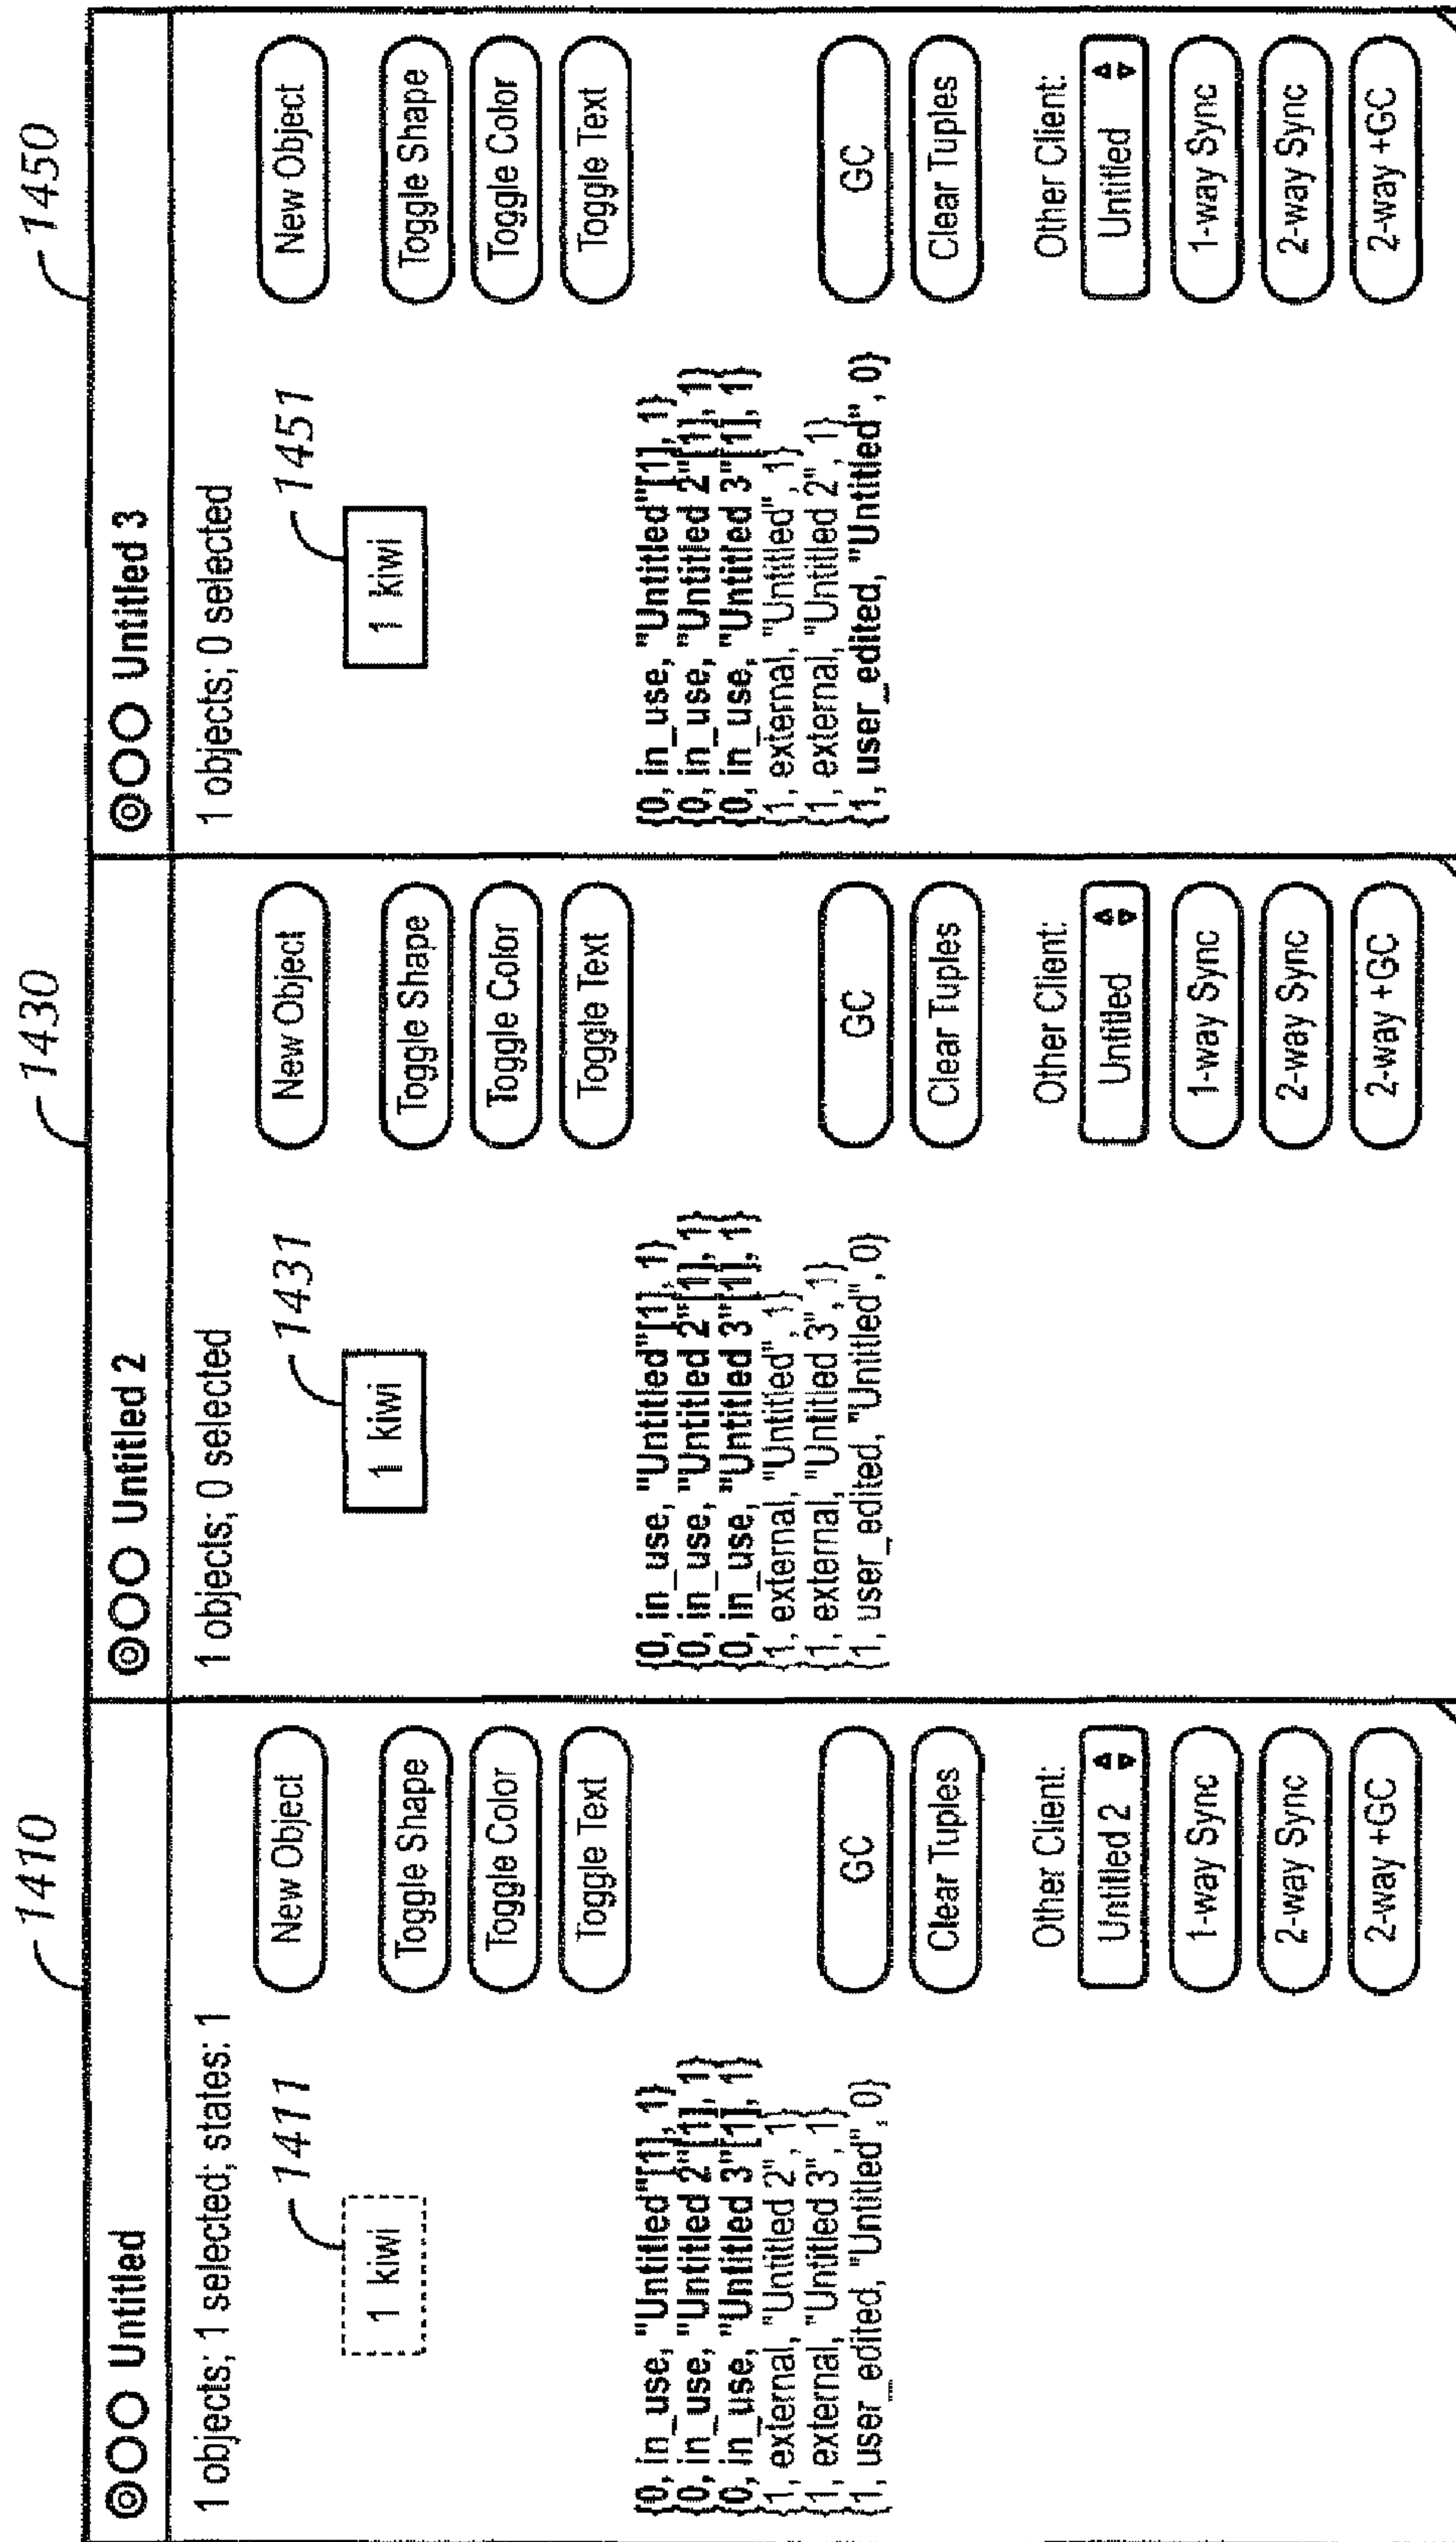 1410
Untitled
1 objects; 1 selected; states: 1
1411
1 kiwi
New Object
Toggle Shape
Toggle Color
Toggle Text
{0, in_use, "Untitled"[1], 1}
{0, in_use, "Untitled 2"[1], 1}
{0, in_use, "Untitled 3"[1], 1}
{1, external, "Untitled 2", 1}
{1, external, "Untitled 3", 1}
{1, user_edited, "Untitled", 0}
GC
Clear Tuples
Other Client:
Untitled 2
1-way Sync
2-way Sync
2-way +GC
1430
Untitled 2
1 objects; 0 selected
1431
1 kiwi
New Object
Toggle Shape
Toggle Color
Toggle Text
{0, in_use, "Untitled"[1], 1}
{0, in_use, "Untitled 2"[1], 1}
{0, in_use, "Untitled 3"[1], 1}
{1, external, "Untitled", 1}
{1, external, "Untitled 3", 1}
{1, user_edited, "Untitled", 0}
GC
Clear Tuples
Other Client:
Untitled
1-way Sync
2-way Sync
2-way +GC
1450
Untitled 3
1 objects; 0 selected
1451
1 kiwi
New Object
Toggle Shape
Toggle Color
Toggle Text
{0, in_use, "Untitled"[1], 1}
{0, in_use, "Untitled 2"[1], 1}
{0, in_use, "Untitled 3"[1], 1}
{1, external, "Untitled", 1}
{1, external, "Untitled 2", 1}
{1, user_edited, "Untitled", 0}
GC
Clear Tuples
Other Client:
Untitled
1-way Sync
2-way Sync
2-way +GC